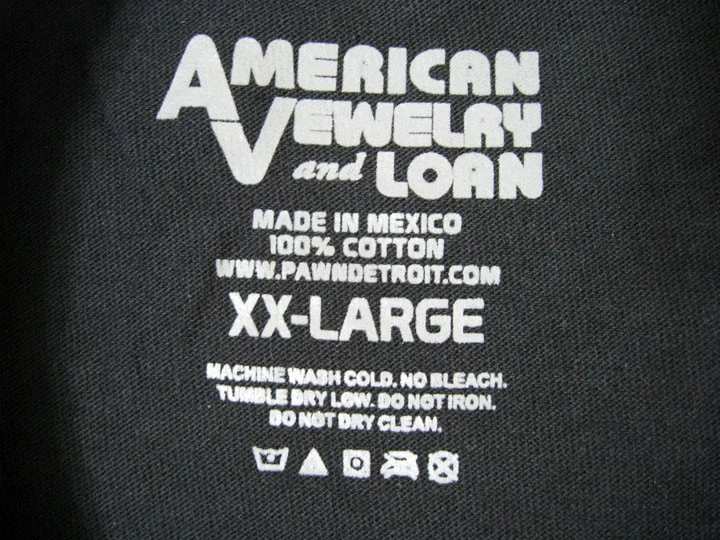 AMERICAN
JEWELRY
and LOAN
MADE IN MEXICO
100% COTTON
WWW.PAWNDETROIT.COM
XX-LARGE
MACHINE WASH COLD. NO BLEACH.
TUMBLE DRY LOW. DO NOT IRON.
DO NOT DRY CLEAN.